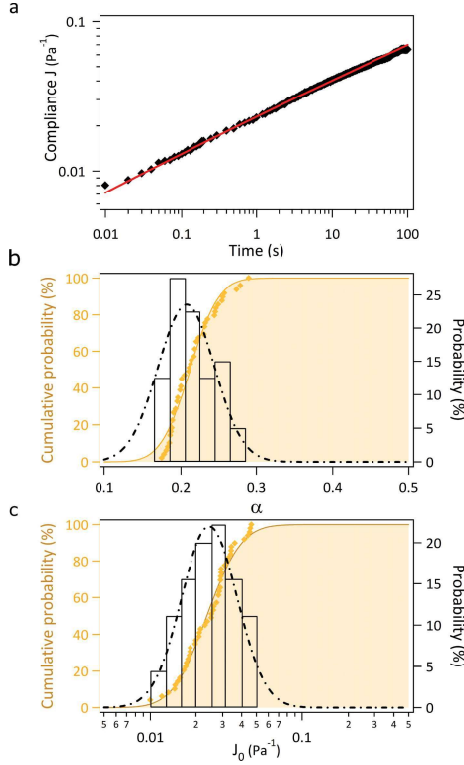 a
0.1
0.01
Compliance J (Pa⁻¹)
0.01 0.1 1 10 100
Time (s)
b
100
80
60
40
20
0
Cumulative probability (%)
25
20
15
10
5
0
Probability (%)
0.1 0.2 0.3 0.4 0.5
α
c
100
80
60
40
20
0
Cumulative probability (%)
20
15
10
5
0
Probability (%)
5 6 7 0.01 2 3 4 5 6 7 0.1 2 3 4 5
J₀ (Pa⁻¹)